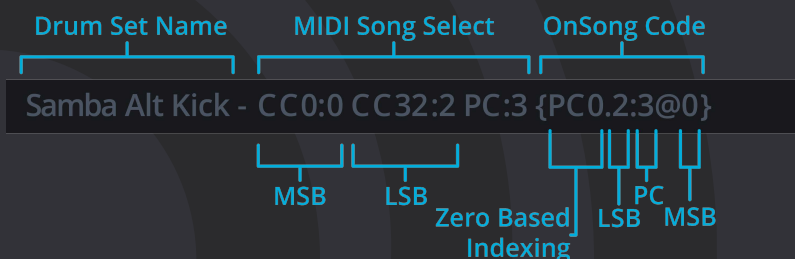 Drum Set Name MIDI Song Select OnSong Code
Samba Alt Kick - CC0:0 CC32:2 PC:3 {PC0.2:3@0}
MSB LSB PC
Zero Based LSB MSB
Indexing